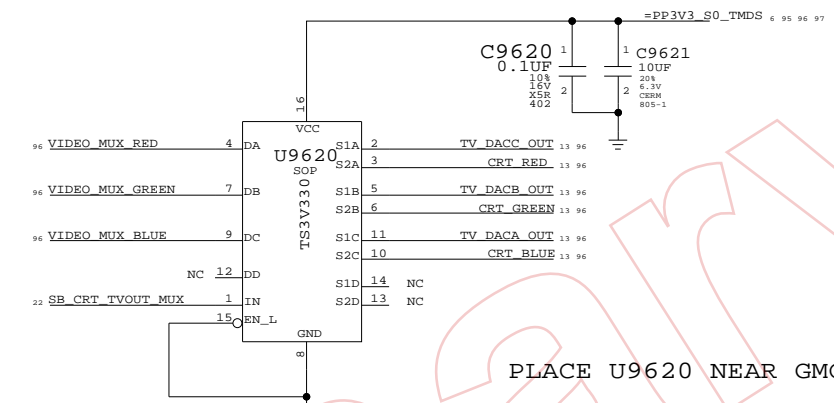 =PP3V3_S0_TMDS 6 95 96 97
C9620 1
0.1UF
10%
16V
X5R 2
402
1 C9621
10UF
20%
6.3V
2 CERM
805-1
16
VCC
96 VIDEO_MUX_RED 4 DA
U9620
SOP
TS3V330
S1A 2 TV_DACC_OUT 13 96
S2A 3 CRT_RED 13 96
96 VIDEO_MUX_GREEN 7 DB
S1B 5 TV_DACB_OUT 13 96
S2B 6 CRT_GREEN 13 96
96 VIDEO_MUX_BLUE 9 DC
S1C 11 TV_DACA_OUT 13 96
S2C 10 CRT_BLUE 13 96
NC 12 DD
S1D 14 NC
22 SB_CRT_TVOUT_MUX 1 IN
S2D 13 NC
15 EN_L
GND
8
PLACE U9620 NEAR